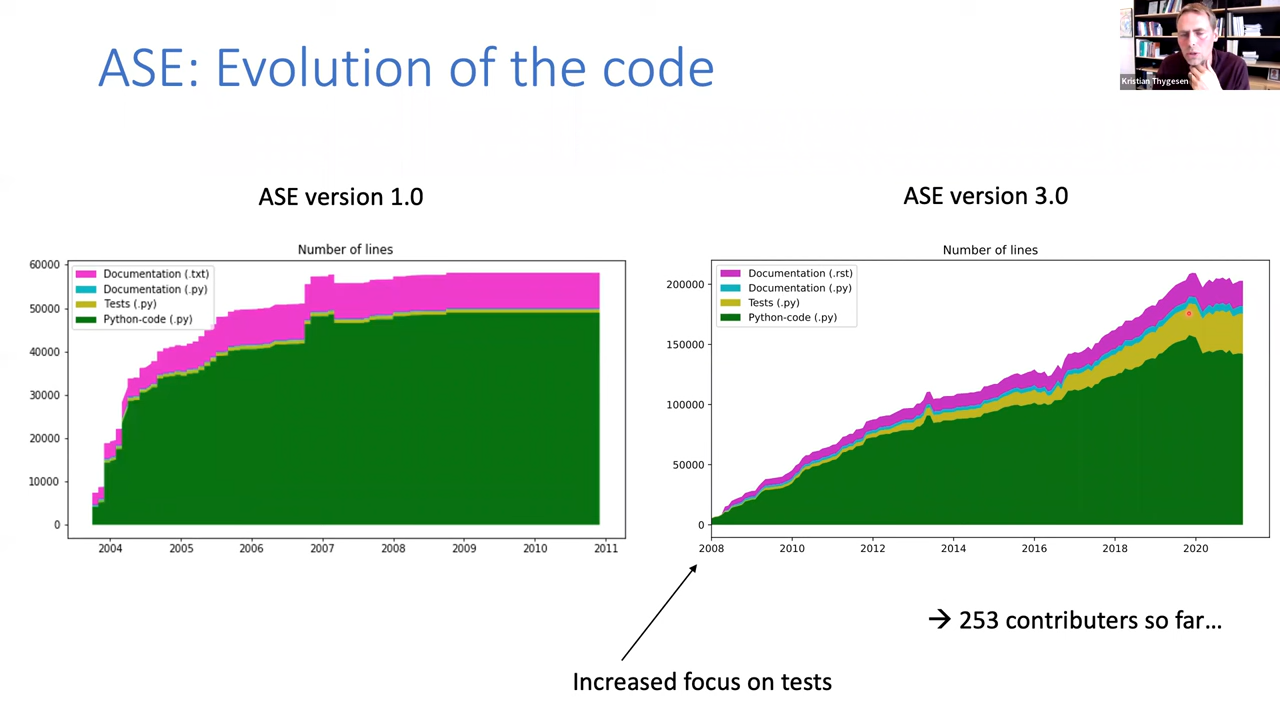 ASE: Evolution of the code
Kristian Thygesen
ASE version 1.0
Number of lines
60000
50000
40000
30000
20000
10000
0
Documentation (.txt)
Documentation (.py)
Tests (.py)
Python-code (.py)
2004 2005 2006 2007 2008 2009 2010 2011
ASE version 3.0
Number of lines
200000
150000
100000
50000
0
Documentation (.rst)
Documentation (.py)
Tests (.py)
Python-code (.py)
2008 2010 2012 2014 2016 2018 2020
→ 253 contributers so far...
Increased focus on tests